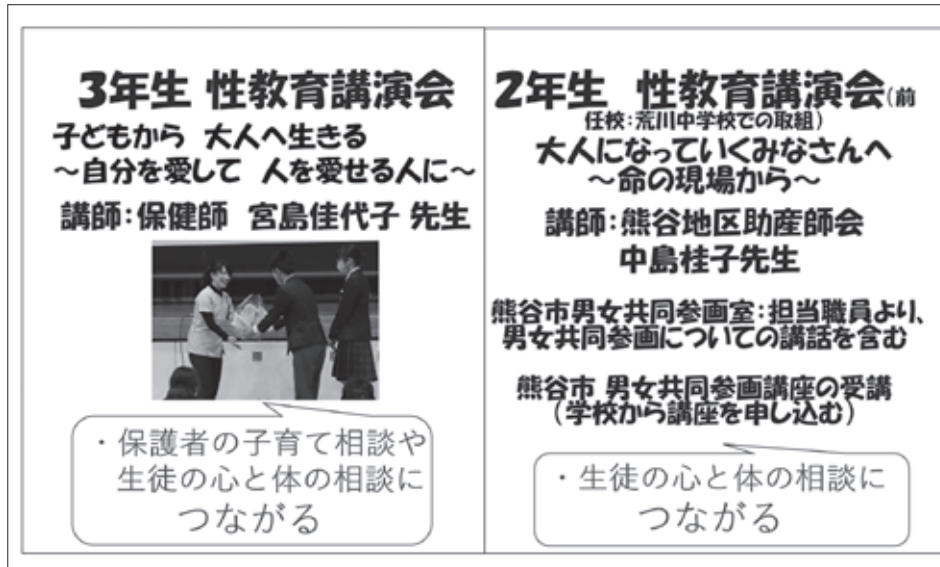 3年生 性教育講演会
子どもから 大人へ生きる
～自分を愛して 人を愛せる人に～
講師:保健師 宮島佳代子 先生
・保護者の子育て相談や
生徒の心と体の相談に
つながる
2年生 性教育講演会(前
任校:荒川中学校での取組)
大人になっていくみなさんへ
～命の現場から～
講師:熊谷地区助産師会
中島桂子先生
熊谷市男女共同参画室:担当職員より、
男女共同参画についての講話を含む
熊谷市 男女共同参画講座の受講
(学校から講座を申し込む)
・生徒の心と体の相談に
つながる